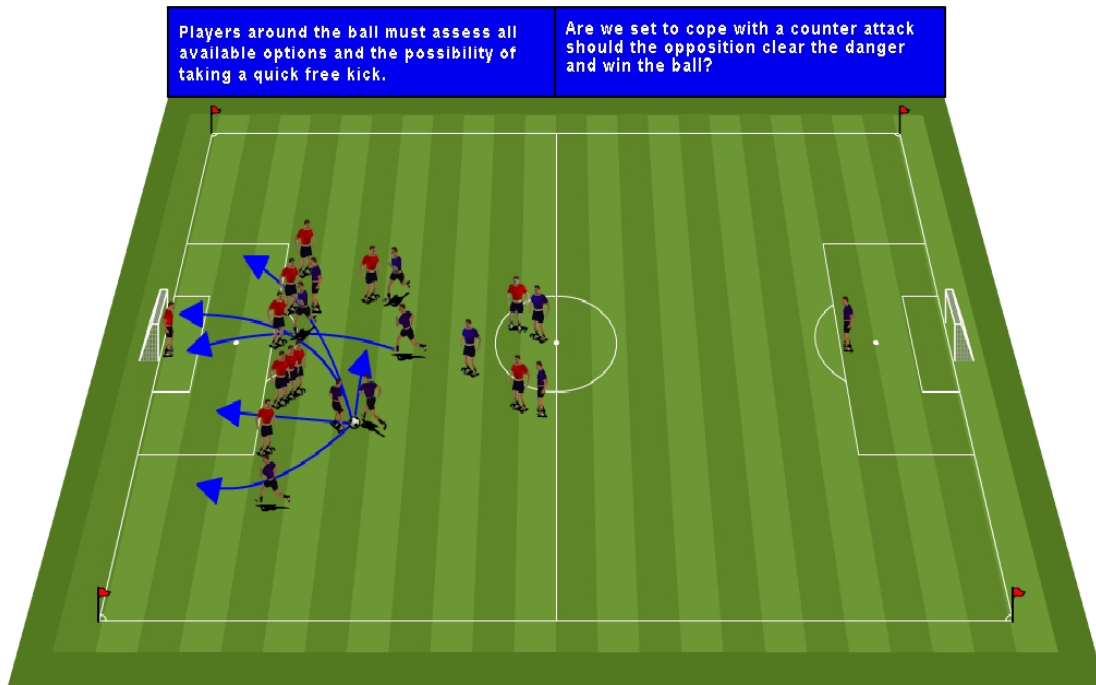 Players around the ball must assess all
available options and the possibility of
taking a quick free kick.
Are we set to cope with a counter attack
should the opposition clear the danger
and win the ball?